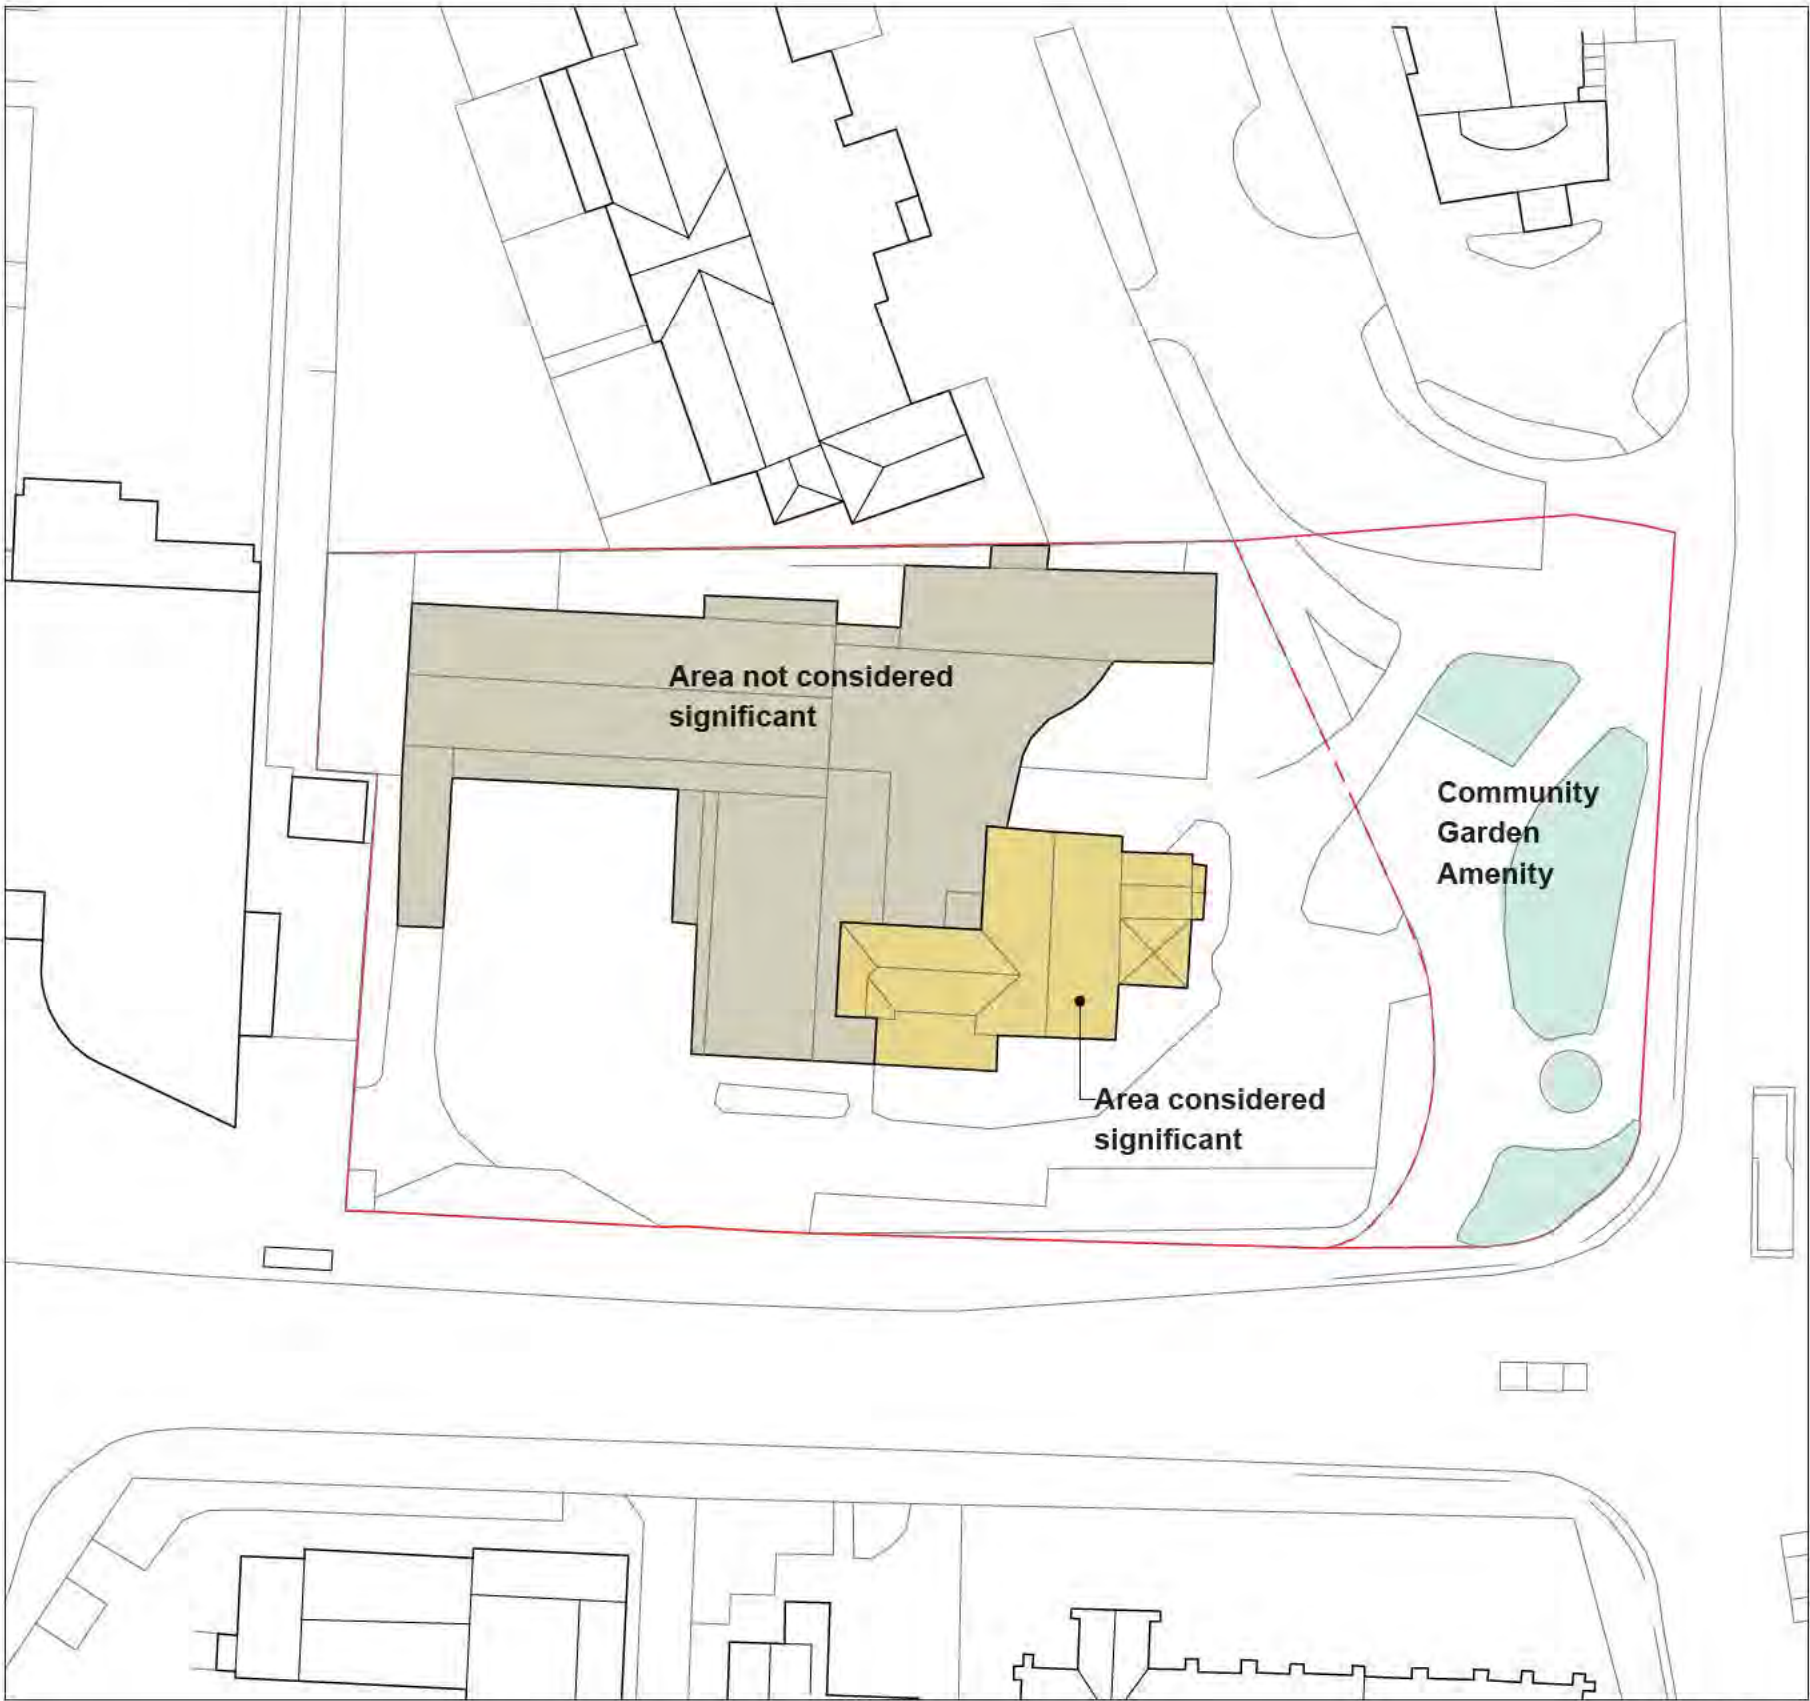 Area not considered
significant
Community
Garden
Amenity
Area considered
significant